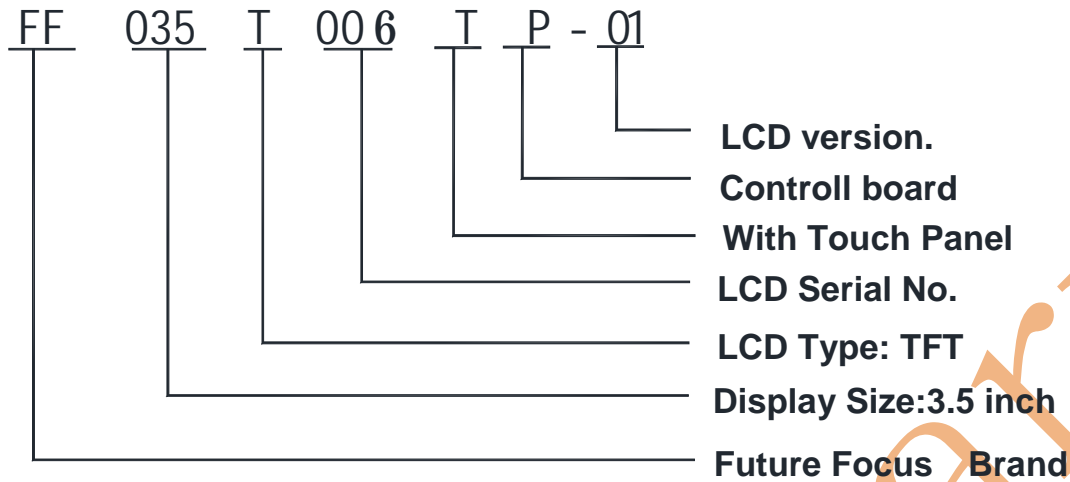 FF 035 T 006 T P - 01
LCD version.
Controll board
With Touch Panel
LCD Serial No.
LCD Type: TFT
Display Size:3.5 inch
Future Focus Brand